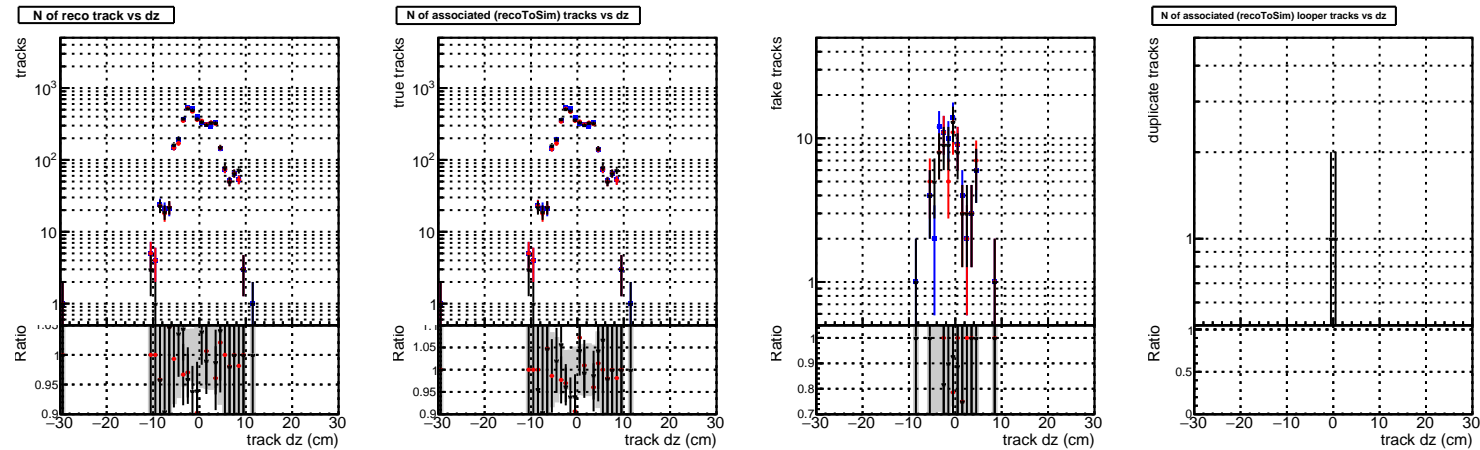 N of reco track vs dz
tracks
10³
10²
10
1
Ratio
1
0.95
0.9
−30 −20 −10 0 10 20 30
track dz (cm)
N of associated (recoToSim) tracks vs dz
true tracks
10³
10²
10
1
Ratio
1.05
1
0.95
0.9
−30 −20 −10 0 10 20 30
track dz (cm)
fake tracks
10
1
Ratio
1
0.9
0.8
0.7
−30 −20 −10 0 10 20 30
track dz (cm)
N of associated (recoToSim) looper tracks vs dz
duplicate tracks
1
Ratio
1
0.5
0
−30 −20 −10 0 10 20 30
track dz (cm)